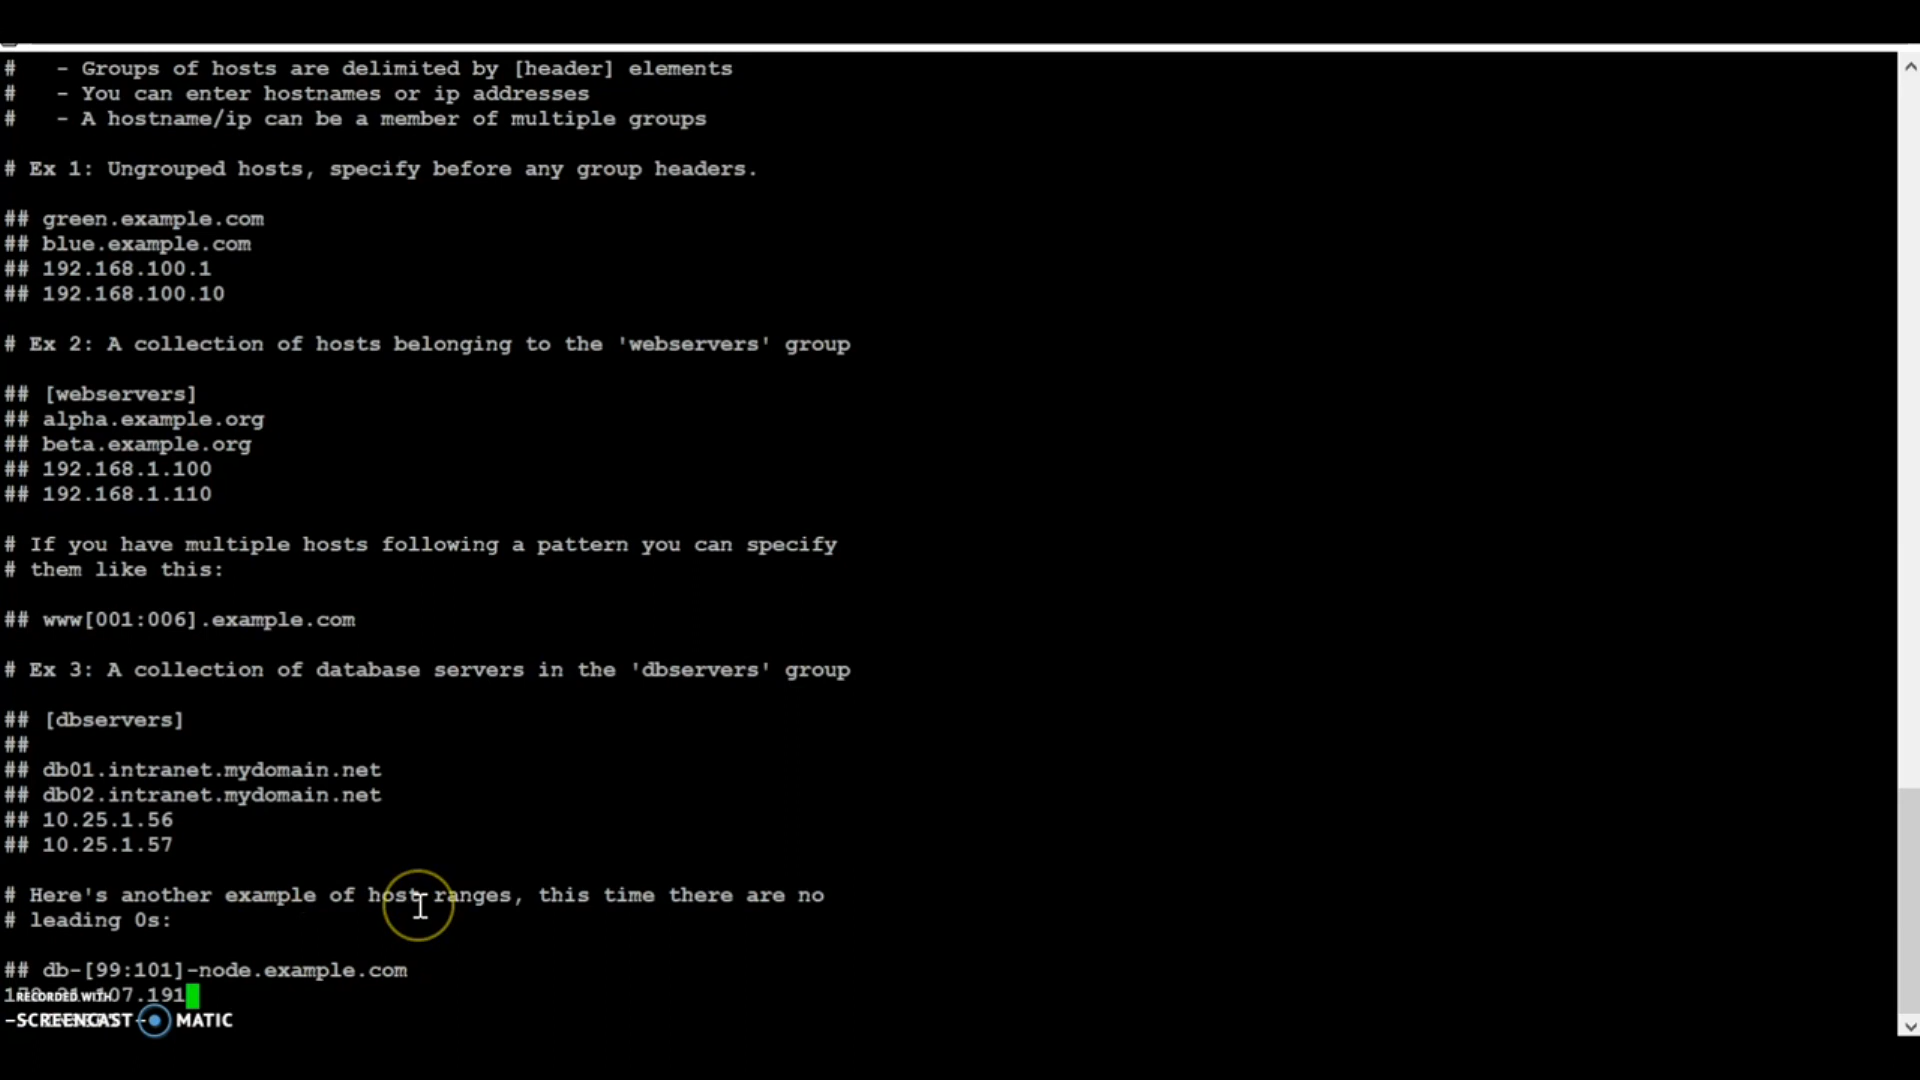 #   - Groups of hosts are delimited by [header] elements
#   - You can enter hostnames or ip addresses
#   - A hostname/ip can be a member of multiple groups
# Ex 1: Ungrouped hosts, specify before any group headers.
## green.example.com
## blue.example.com
## 192.168.100.1
## 192.168.100.10
# Ex 2: A collection of hosts belonging to the 'webservers' group
## [webservers]
## alpha.example.org
## beta.example.org
## 192.168.1.100
## 192.168.1.110
# If you have multiple hosts following a pattern you can specify
# them like this:
## www[001:006].example.com
# Ex 3: A collection of database servers in the 'dbservers' group
## [dbservers]
##
## db01.intranet.mydomain.net
## db02.intranet.mydomain.net
## 10.25.1.56
## 10.25.1.57
# Here's another example of host ranges, this time there are no
# leading 0s:
## db-[99:101]-node.example.com
RECORDED WITH
SCREENCAST MATIC